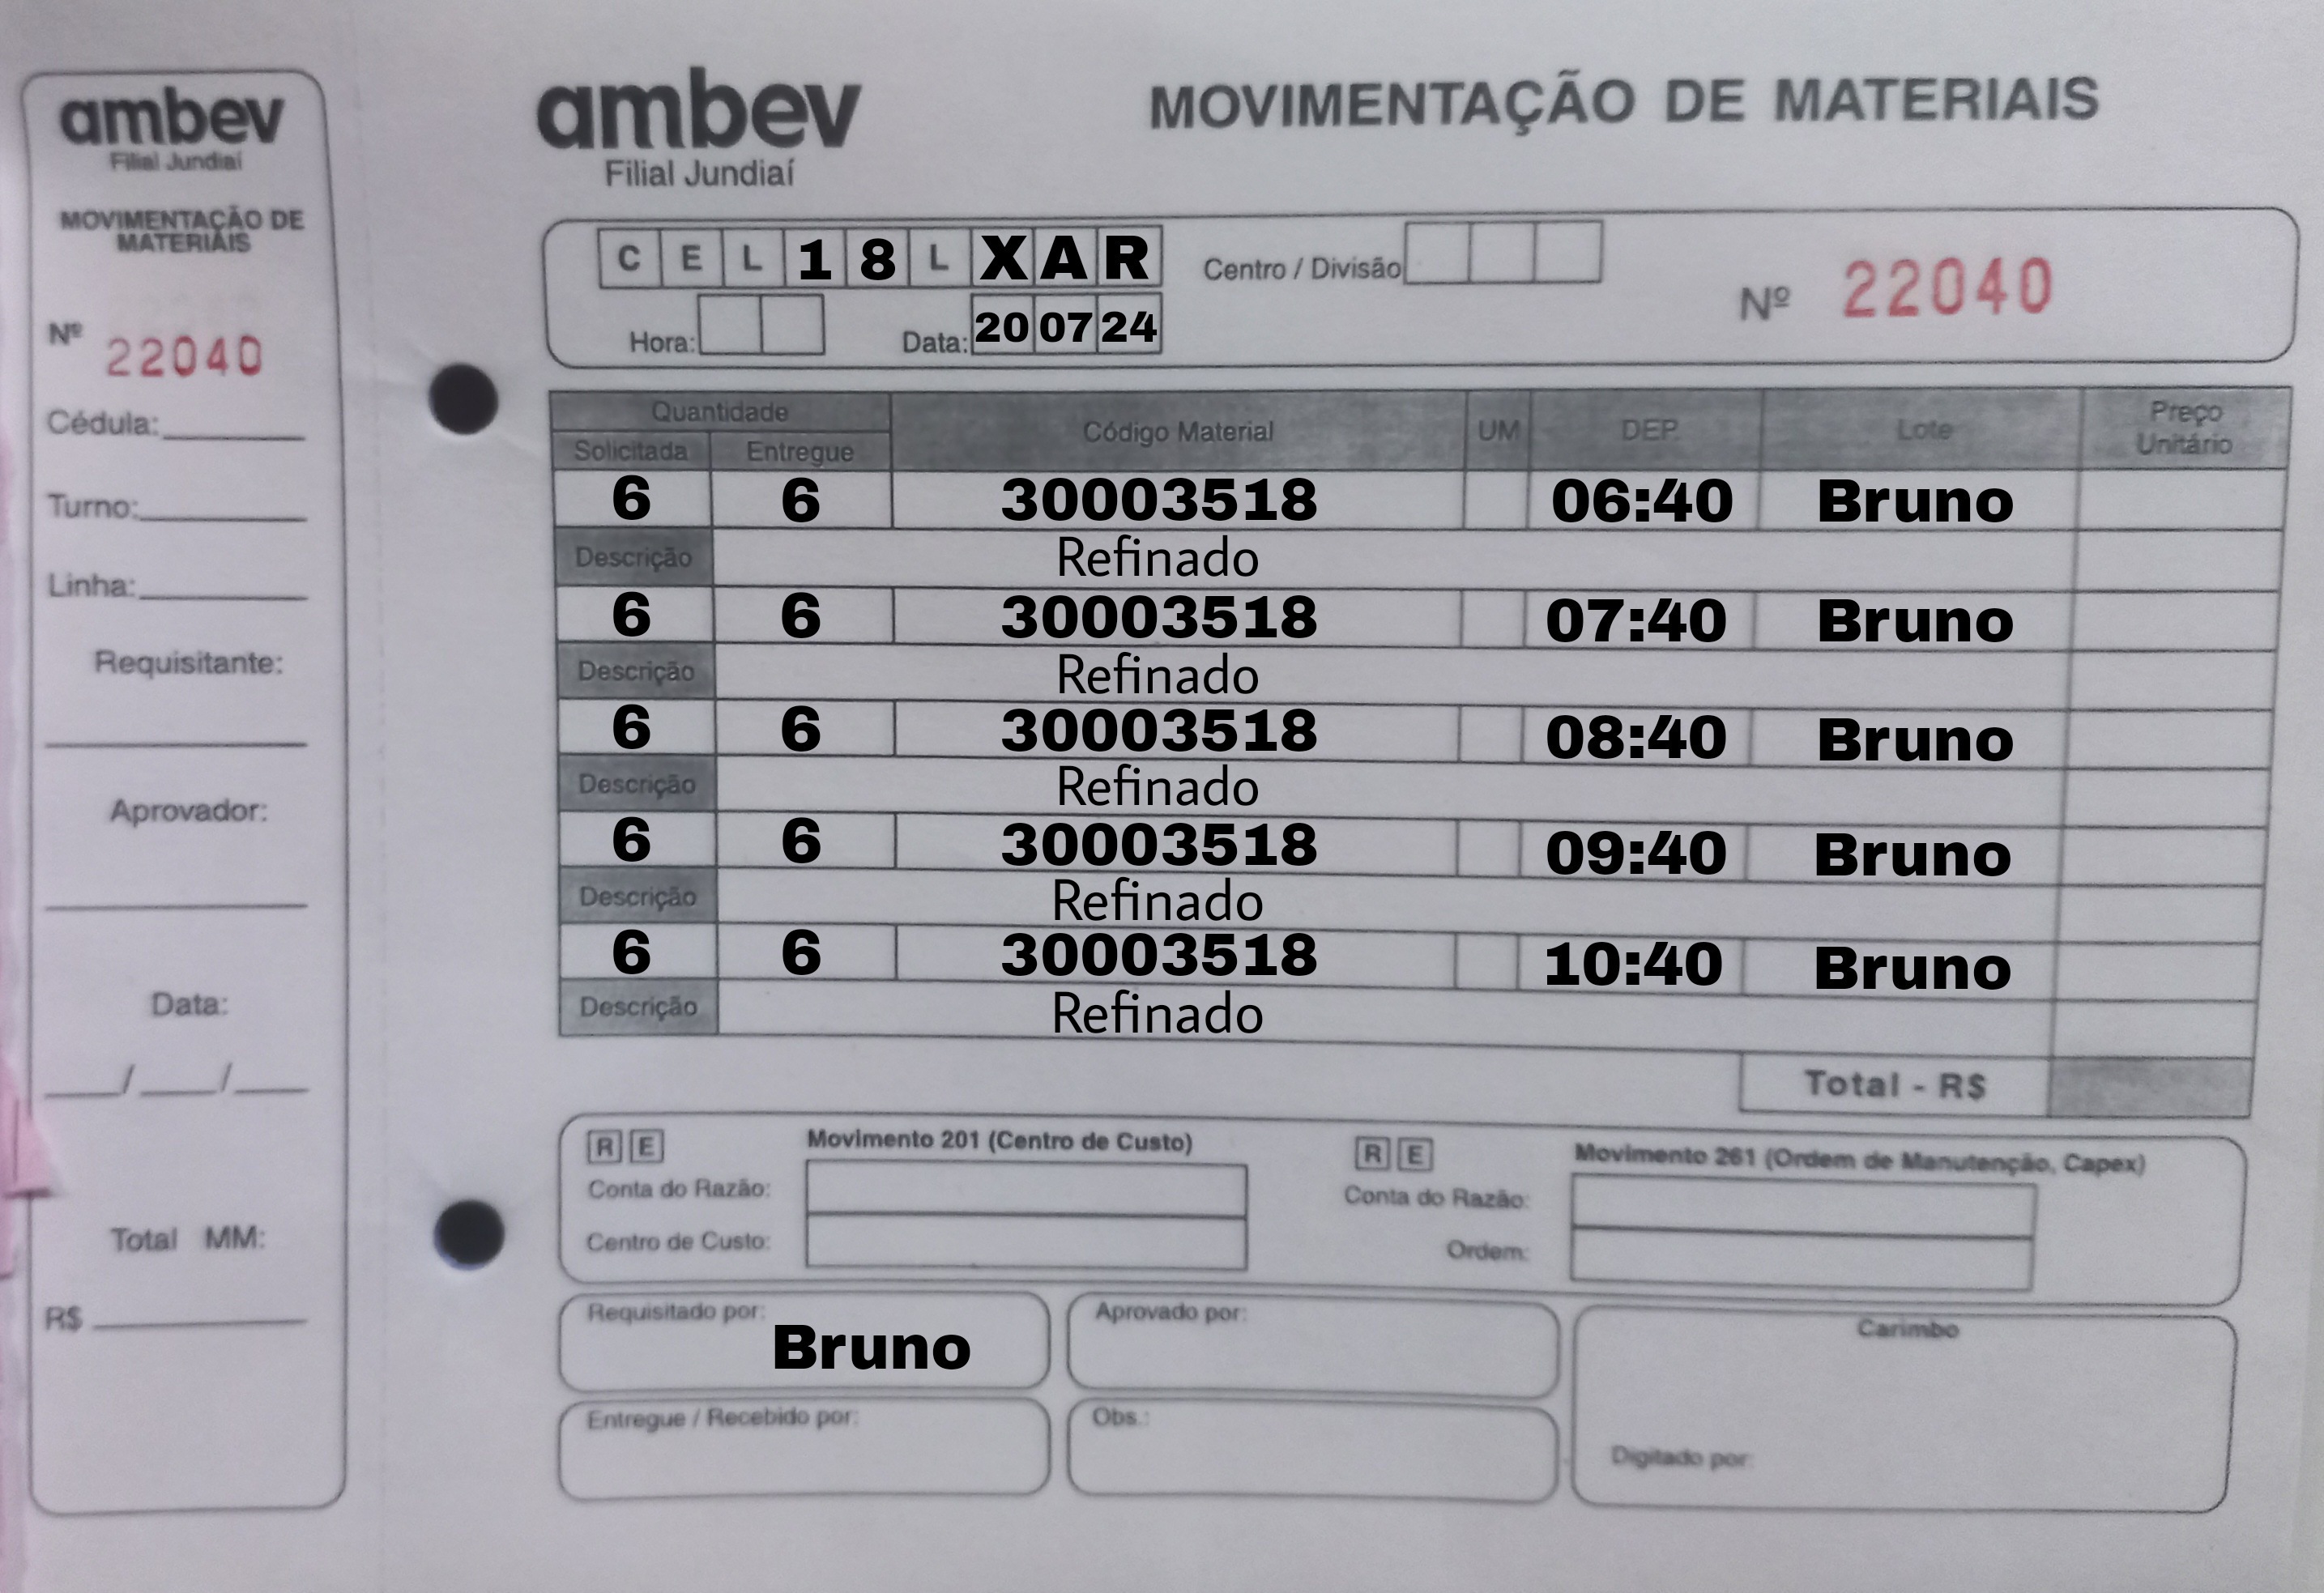 ambev
Filial Jundiaí
MOVIMENTAÇÃO DE
MATERIAIS
Nº 22040
Cédula:
Turno:
Linha:
Requisitante:
Aprovador:
Data:
/ /
Total MM:
R$
ambev
Filial Jundiaí
MOVIMENTAÇÃO DE MATERIAIS
C E L 1 8 L X A R Centro / Divisão
Nº 22040
Hora: Data: 20 07 24
Quantidade Código Material UM DEP. Lote Preço Unitário
Solicitada Entregue
6 6 30003518 06:40 Bruno
Descrição Refinado
6 6 30003518 07:40 Bruno
Descrição Refinado
6 6 30003518 08:40 Bruno
Descrição Refinado
6 6 30003518 09:40 Bruno
Descrição Refinado
6 6 30003518 10:40 Bruno
Descrição Refinado
Total - R$
R E Movimento 201 (Centro de Custo)
Conta do Razão:
Centro de Custo:
R E Movimento 261 (Ordem de Manutenção, Capex)
Conta do Razão:
Ordem:
Requisitado por:
Bruno
Aprovado por:
Carimbo
Entregue / Recebido por:
Obs.:
Digitado por: